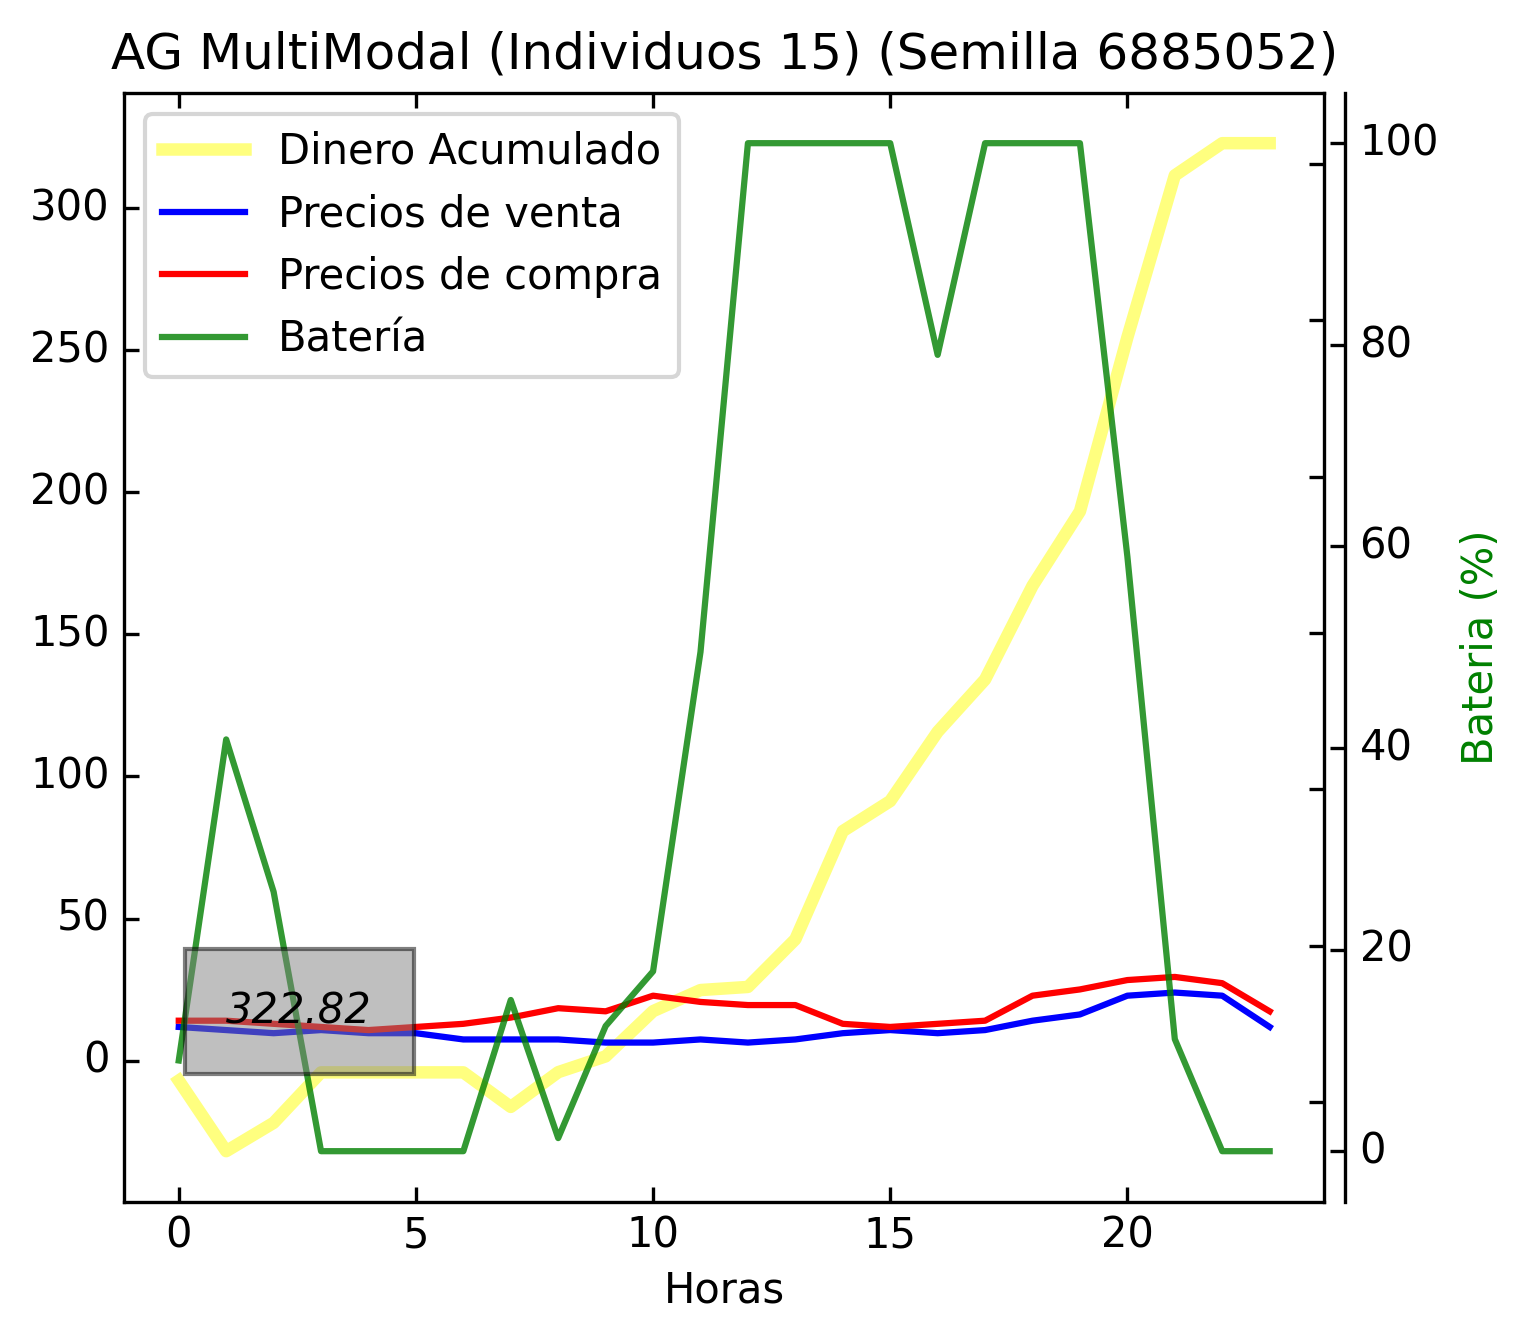 AG MultiModal (Individuos 15) (Semilla 6885052)
Dinero Acumulado
Precios de venta
Precios de compra
Batería
300
250
200
150
100
50
0
322,82
100
80
60
40
20
0
Bateria (%)
0 5 10 15 20
Horas